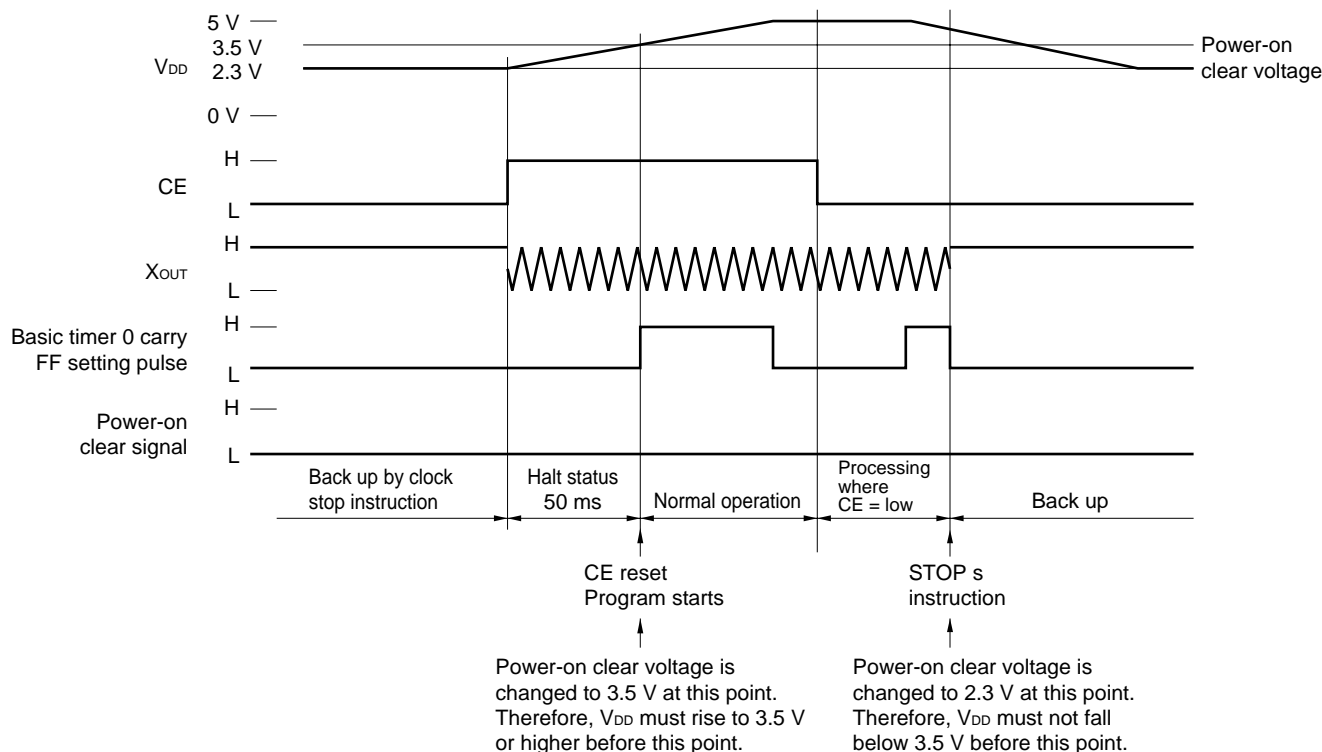 5 V
3.5 V
VDD 2.3 V
Power-on
clear voltage
0 V
H
CE
L
H
XOUT
L
Basic timer 0 carry
FF setting pulse
H
L
Power-on
clear signal
H
L
Back up by clock
stop instruction
Halt status
50 ms
Normal operation
Processing
where
CE = low
Back up
CE reset
Program starts
STOP s
instruction
Power-on clear voltage is
changed to 3.5 V at this point.
Therefore, VDD must rise to 3.5 V
or higher before this point.
Power-on clear voltage is
changed to 2.3 V at this point.
Therefore, VDD must not fall
below 3.5 V before this point.